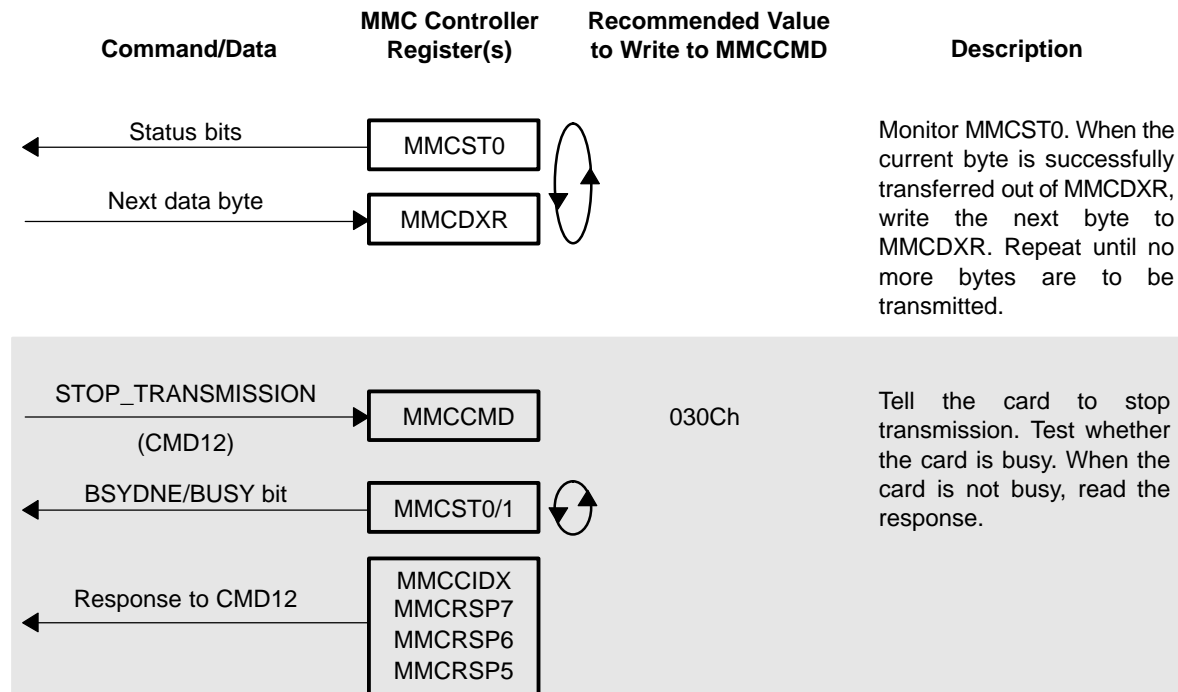 Command/Data
MMC Controller
Register(s)
Recommended Value
to Write to MMCCMD
Description
Status bits
MMCST0
Next data byte
MMCDXR
Monitor MMCST0. When the
current byte is successfully
transferred out of MMCDXR,
write the next byte to
MMCDXR. Repeat until no
more bytes are to be
transmitted.
STOP_TRANSMISSION
(CMD12)
MMCCMD
030Ch
Tell the card to stop
transmission. Test whether
the card is busy. When the
card is not busy, read the
response.
BSYDNE/BUSY bit
MMCST0/1
Response to CMD12
MMCCIDX
MMCRSP7
MMCRSP6
MMCRSP5